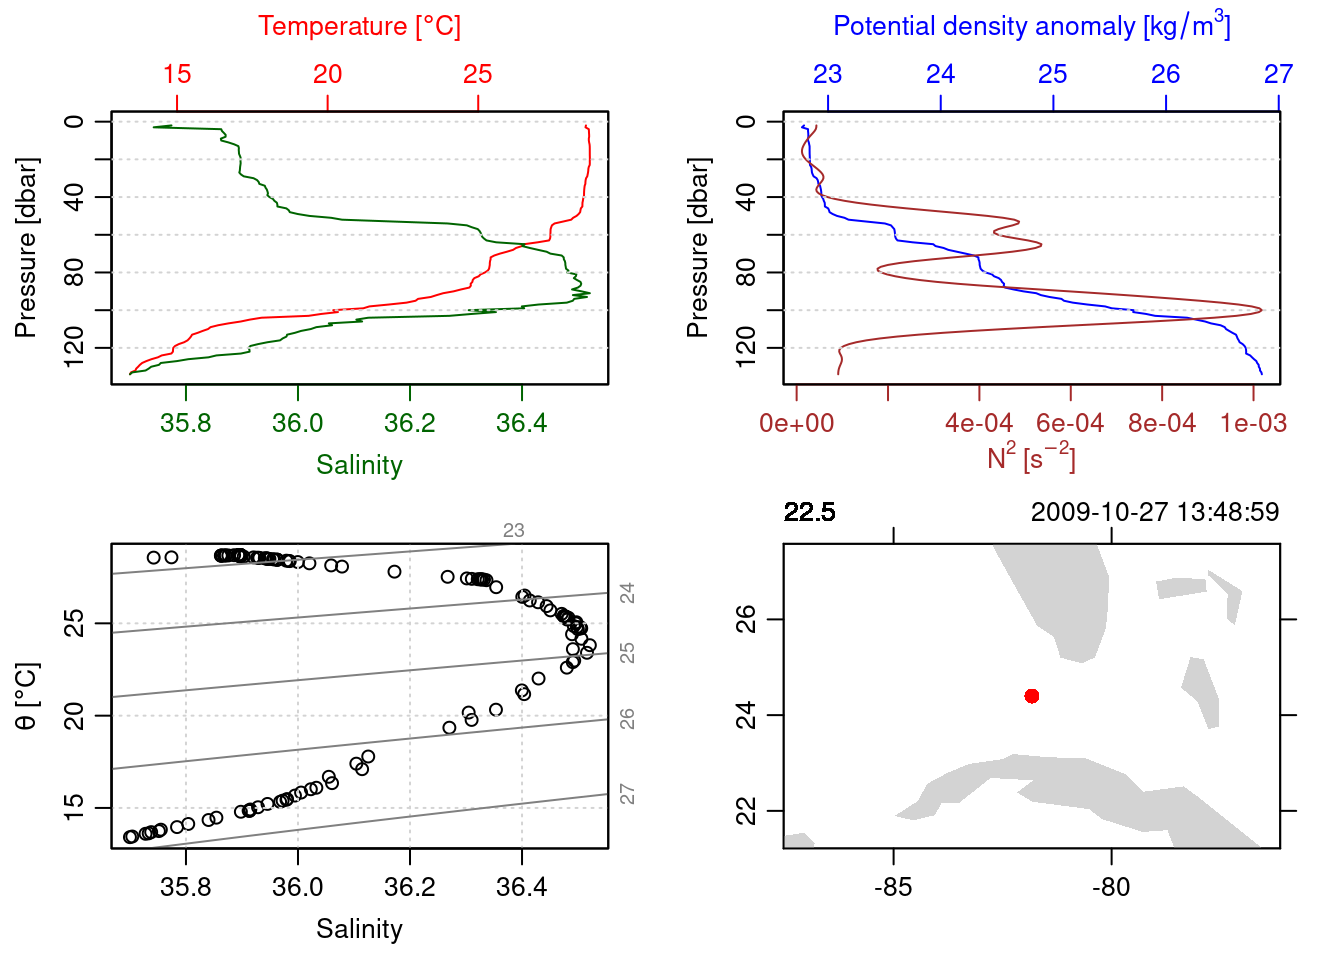 Temperature [°C]
15 20 25
0
40
80
120
Pressure [dbar]
35.8 36.0 36.2 36.4
Salinity
Potential density anomaly [kg/m³]
23 24 25 26 27
0
40
80
120
Pressure [dbar]
0e+00 4e-04 6e-04 8e-04 1e-03
N² [s⁻²]
23
24
25
26
27
25
20
15
θ [°C]
35.8 36.0 36.2 36.4
Salinity
22.5 2009-10-27 13:48:59
26
24
22
-85 -80